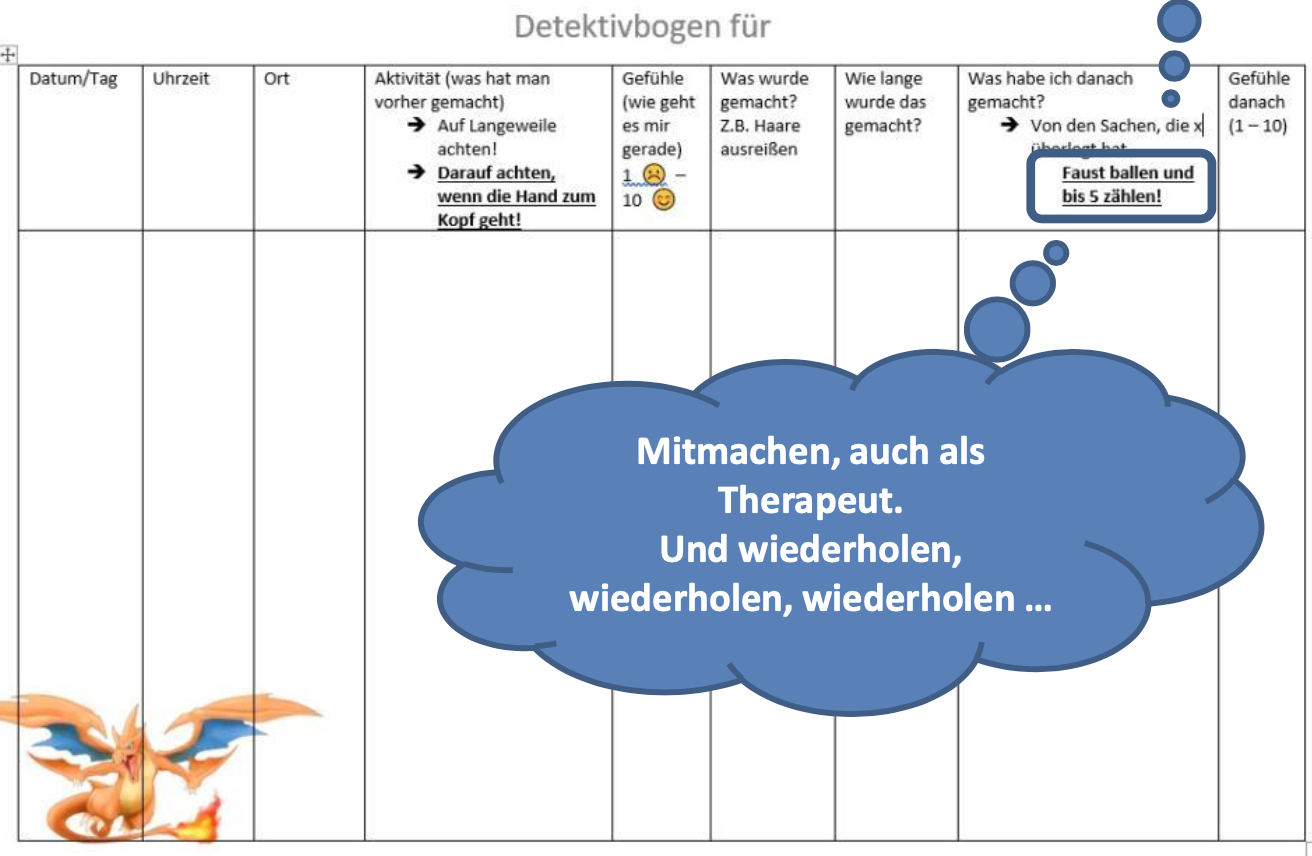 Detektivbogen für
Datum/Tag
Uhrzeit
Ort
Aktivität (was hat man
vorher gemacht)
➔ Auf Langeweile
achten!
➔ Darauf achten,
wenn die Hand zum
Kopf geht!
Gefühle
(wie geht
es mir
gerade)
1 ☹ –
10 🙂
Was wurde
gemacht?
Z.B. Haare
ausreißen
Wie lange
wurde das
gemacht?
Was habe ich danach
gemacht?
➔ Von den Sachen, die x
überlegt hat
Faust ballen und
bis 5 zählen!
Gefühle
danach
(1 – 10)
Mitmachen, auch als
Therapeut.
Und wiederholen,
wiederholen, wiederholen ...